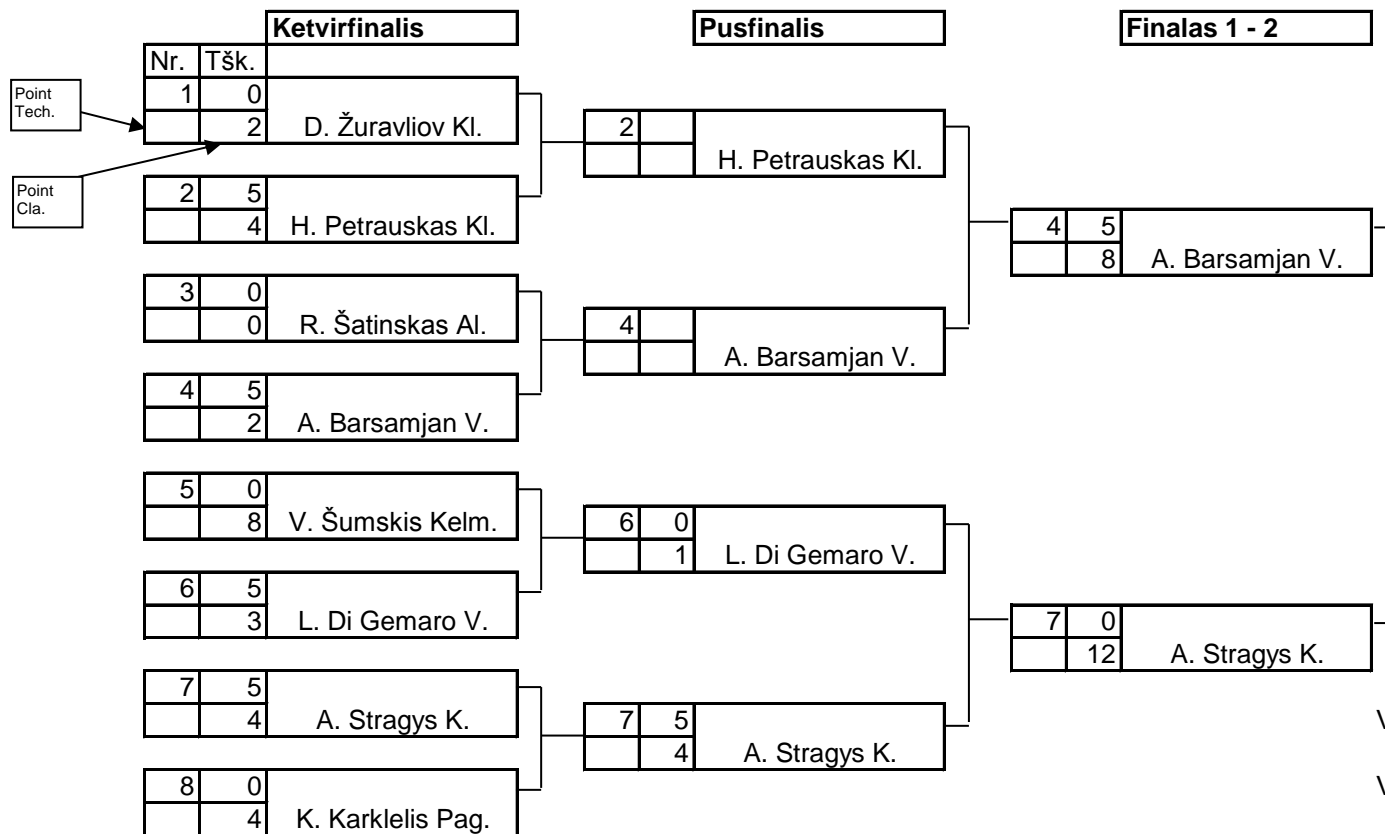 Ketvirfinalis Pusfinalis Finalas 1 - 2
Nr. Tšk.
Point
Tech.
Point
Cla.
1 0
2 D. Žuravliov Kl.
2 5
4 H. Petrauskas Kl.
3 0
0 R. Šatinskas Al.
4 5
2 A. Barsamjan V.
5 0
8 V. Šumskis Kelm.
6 5
3 L. Di Gemaro V.
7 5
4 A. Stragys K.
8 0
4 K. Karklelis Pag.
2
H. Petrauskas Kl.
4
A. Barsamjan V.
6 0
1 L. Di Gemaro V.
7 5
4 A. Stragys K.
4 5
8 A. Barsamjan V.
7 0
12 A. Stragys K.